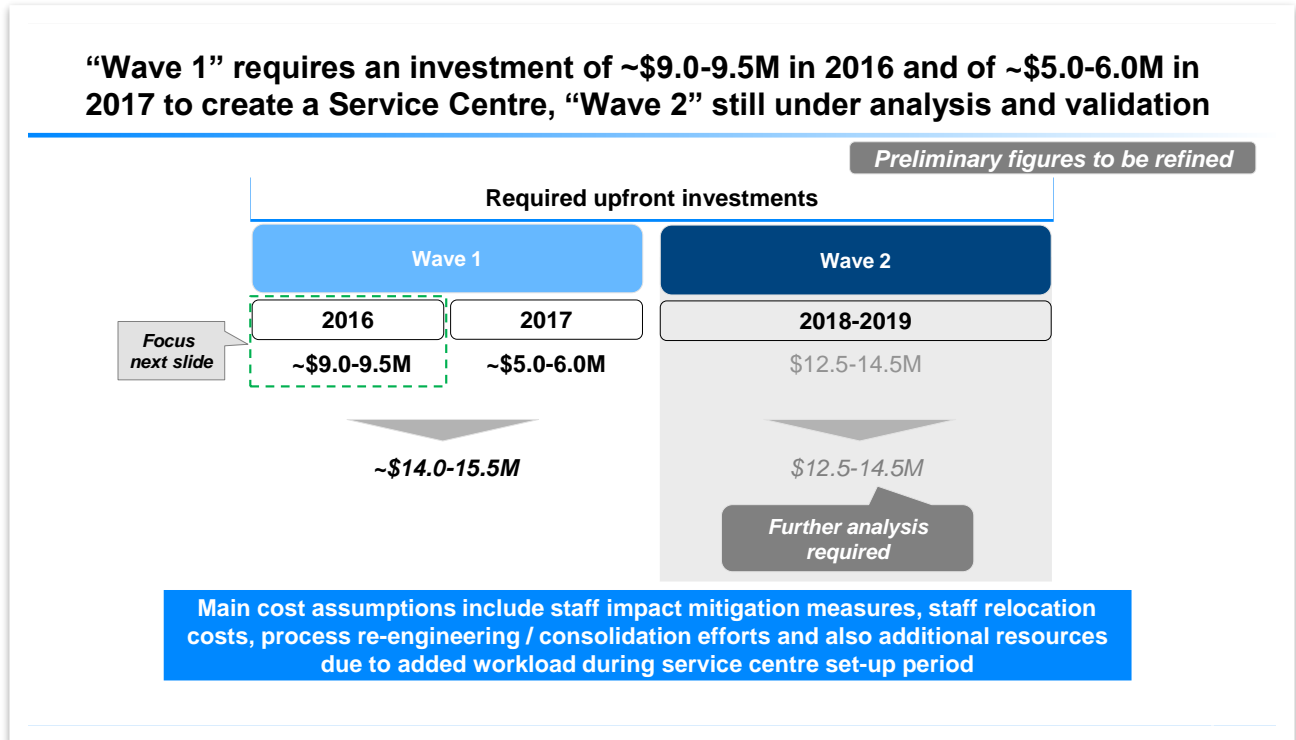 “Wave 1” requires an investment of ~$9.0-9.5M in 2016 and of ~$5.0-6.0M in
2017 to create a Service Centre, “Wave 2” still under analysis and validation
Preliminary figures to be refined
Required upfront investments
Wave 1
Wave 2
2016
2017
2018-2019
Focus
next slide
~$9.0-9.5M
~$5.0-6.0M
$12.5-14.5M
~$14.0-15.5M
$12.5-14.5M
Further analysis
required
Main cost assumptions include staff impact mitigation measures, staff relocation
costs, process re-engineering / consolidation efforts and also additional resources
due to added workload during service centre set-up period